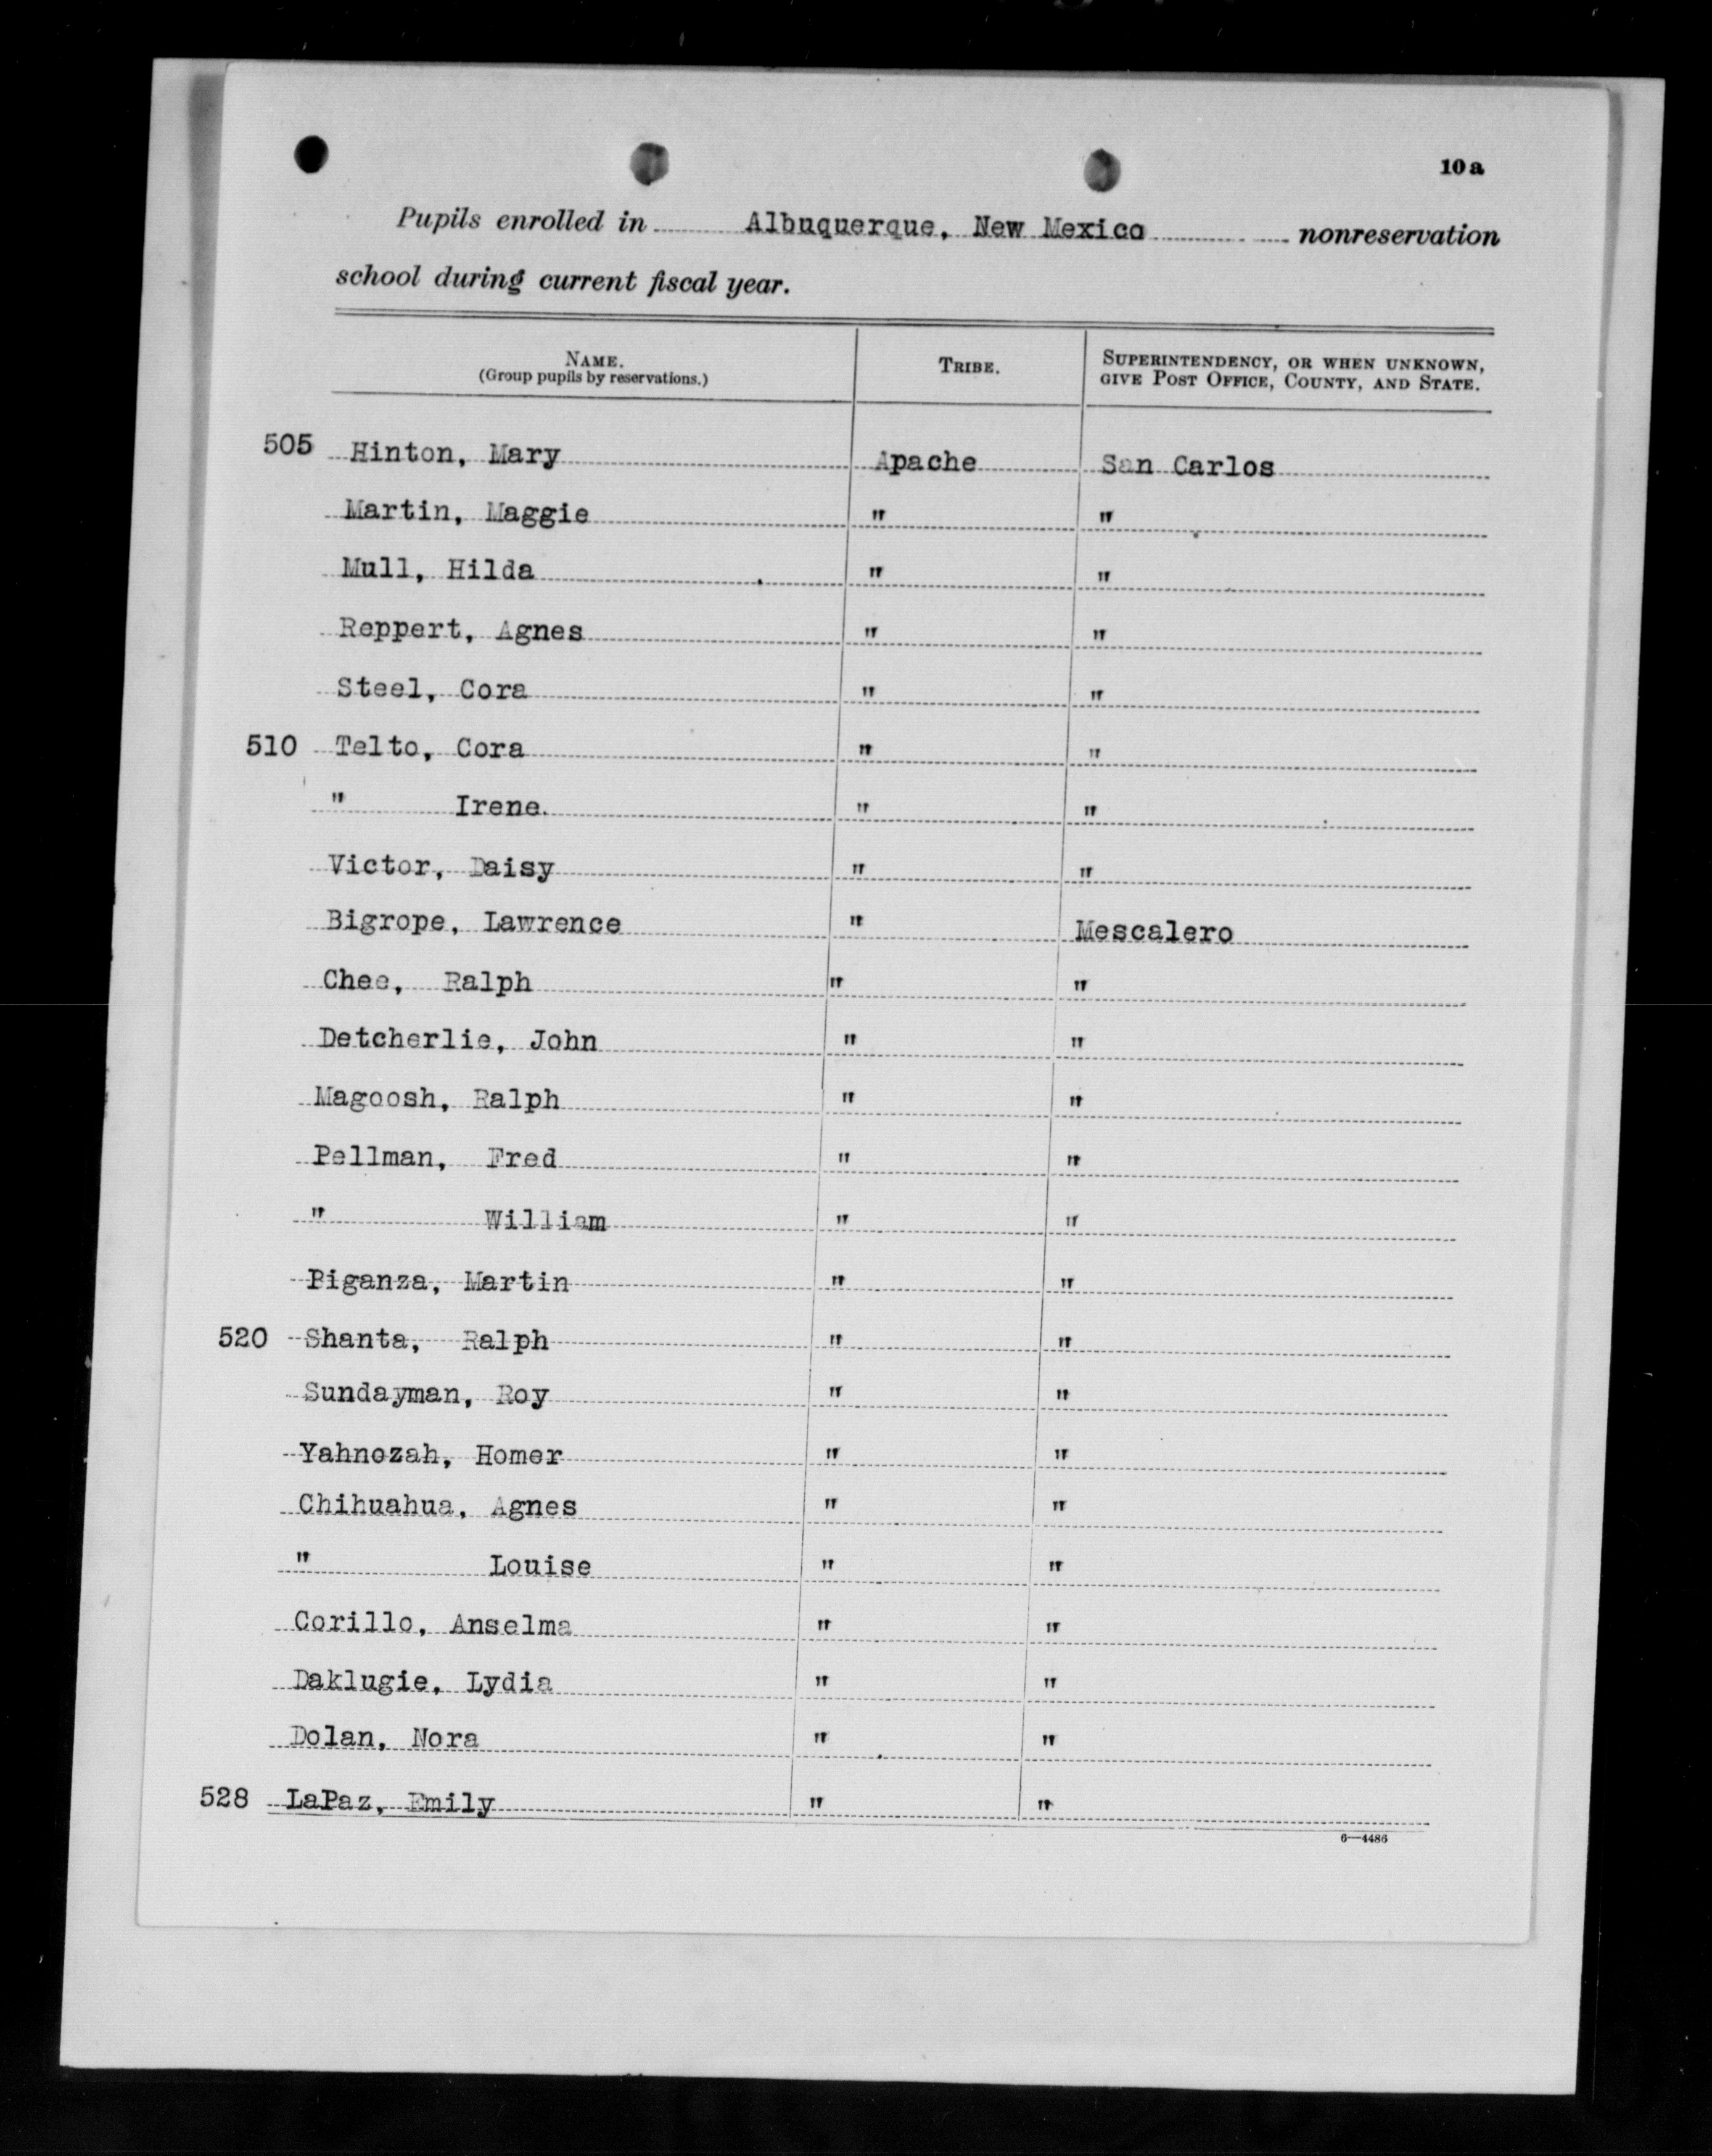 10a
Pupils enrolled in Albuquerque, New Mexico nonreservation
school during current fiscal year.
NAME. TRIBE. SUPERINTENDENCY, OR WHEN UNKNOWN,
(Group pupils by reservations.) GIVE POST OFFICE, COUNTY, AND STATE.
505 Hinton, Mary Apache San Carlos
Martin, Maggie " "
Mull, Hilda " "
Reppert, Agnes " "
Steel, Cora " "
510 Telto, Cora " "
" Irene. " "
Victor, Daisy " "
Bigrope, Lawrence " Mescalero
Chee, Ralph " "
Detcherlie, John " "
Magoosh, Ralph " "
Pellman, Fred " "
" William " "
Piganza, Martin " "
520 Shanta, Ralph " "
Sundayman, Roy " "
Yahnozah, Homer " "
Chihuahua, Agnes " "
" Louise " "
Corillo, Anselma " "
Daklugie, Lydia " "
Dolan, Nora " "
528 LaPaz, Emily " "
6—4486